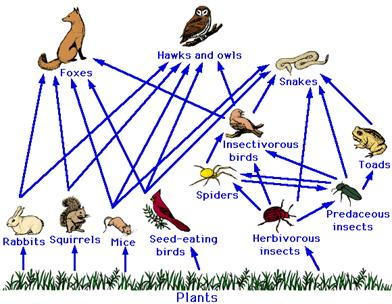 Hawks and owls
Foxes
Snakes
Insectivorous
birds
Toads
Spiders
Predaceous
insects
Rabbits
Squirrels
Mice
Seed-eating
birds
Herbivorous
insects
Plants